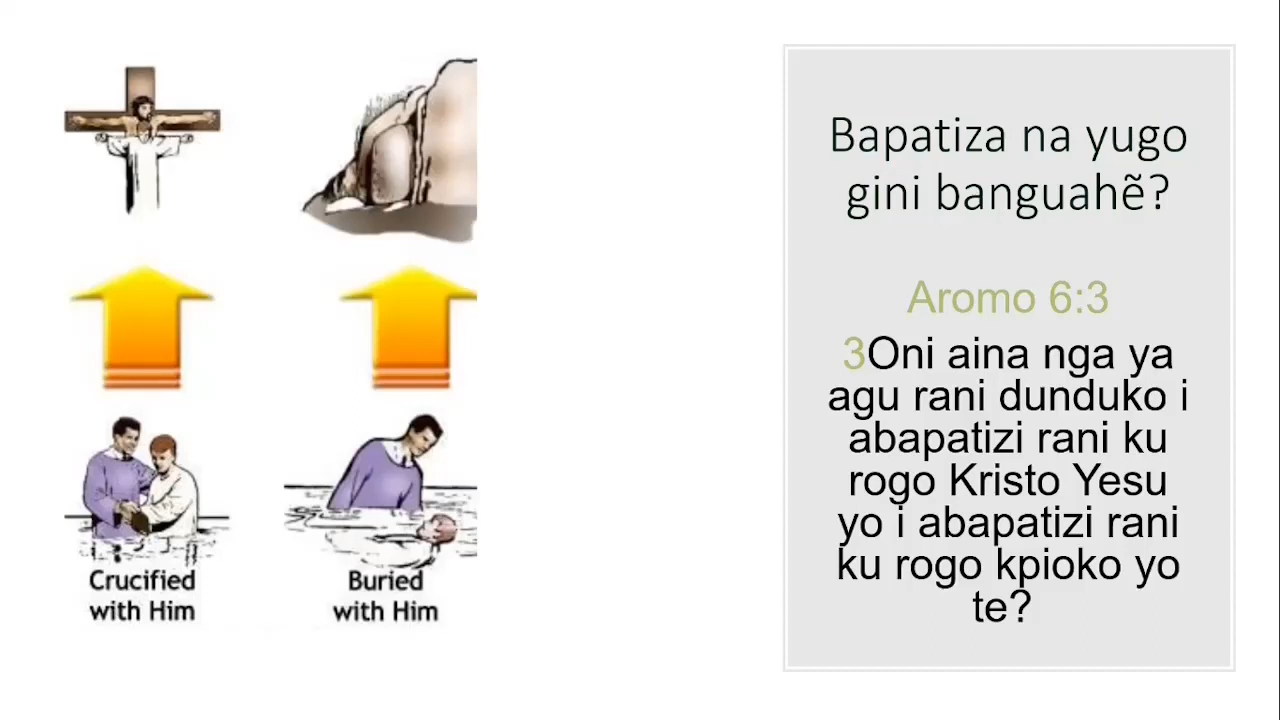 Crucified
with Him
Buried
with Him
Bapatiza na yugo
gini banguahẽ?
Aromo 6:3
3Oni aina nga ya
agu rani dunduko i
abapatizi rani ku
rogo Kristo Yesu
yo i abapatizi rani
ku rogo kpioko yo
te?